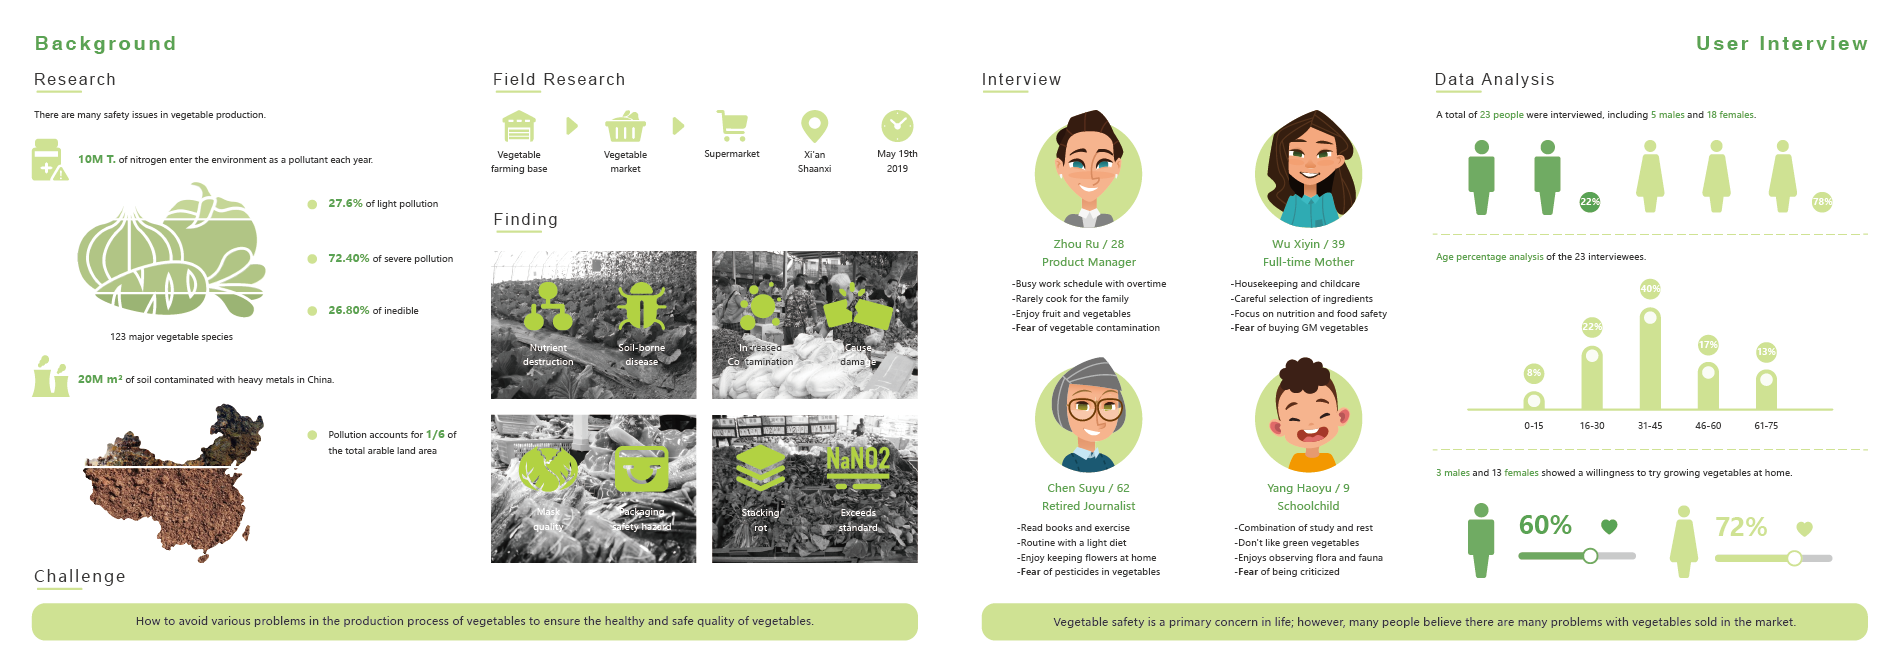 Background
Research
There are many safety issues in vegetable production.
10M T. of nitrogen enter the environment as a pollutant each year.
27.6% of light pollution
72.40% of severe pollution
26.80% of inedible
123 major vegetable species
20M m² of soil contaminated with heavy metals in China.
Pollution accounts for 1/6 of
the total arable land area
Field Research
Vegetable
farming base
Vegetable
market
Supermarket
Xi'an
Shaanxi
May 19th
2019
Finding
Nutrient
destruction
Soil-borne
disease
Increased
Contamination
Cause
damage
Mask
quality
Packaging
safety hazard
Stacking
rot
NaNO2
Exceeds
standard
Challenge
How to avoid various problems in the production process of vegetables to ensure the healthy and safe quality of vegetables.
User Interview
Interview
Zhou Ru / 28
Product Manager
-Busy work schedule with overtime
-Rarely cook for the family
-Enjoy fruit and vegetables
-Fear of vegetable contamination
Wu Xiyin / 39
Full-time Mother
-Housekeeping and childcare
-Careful selection of ingredients
-Focus on nutrition and food safety
-Fear of buying GM vegetables
Chen Suyu / 62
Retired Journalist
-Read books and exercise
-Routine with a light diet
-Enjoy keeping flowers at home
-Fear of pesticides in vegetables
Yang Haoyu / 9
Schoolchild
-Combination of study and rest
-Don't like green vegetables
-Enjoys observing flora and fauna
-Fear of being criticized
Data Analysis
A total of 23 people were interviewed, including 5 males and 18 females.
22%
78%
Age percentage analysis of the 23 interviewees.
8%
22%
40%
17%
13%
0-15
16-30
31-45
46-60
61-75
3 males and 13 females showed a willingness to try growing vegetables at home.
60%
72%
Vegetable safety is a primary concern in life; however, many people believe there are many problems with vegetables sold in the market.